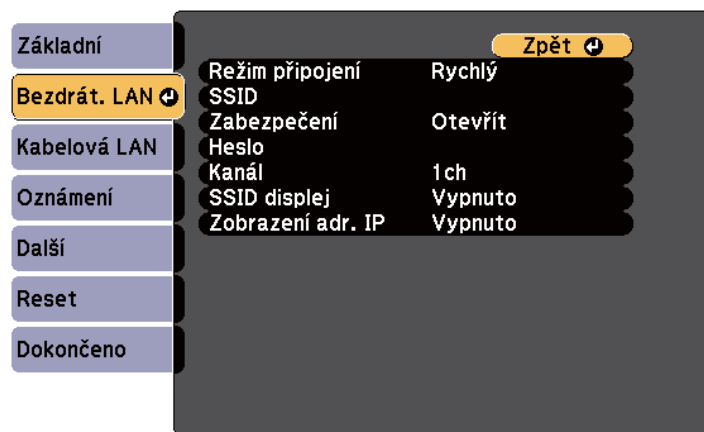 Základní
Bezdrát. LAN
Kabelová LAN
Oznámení
Další
Reset
Dokončeno
Zpět
Režim připojení Rychlý
SSID
Zabezpečení Otevřít
Heslo
Kanál 1ch
SSID displej Vypnuto
Zobrazení adr. IP Vypnuto